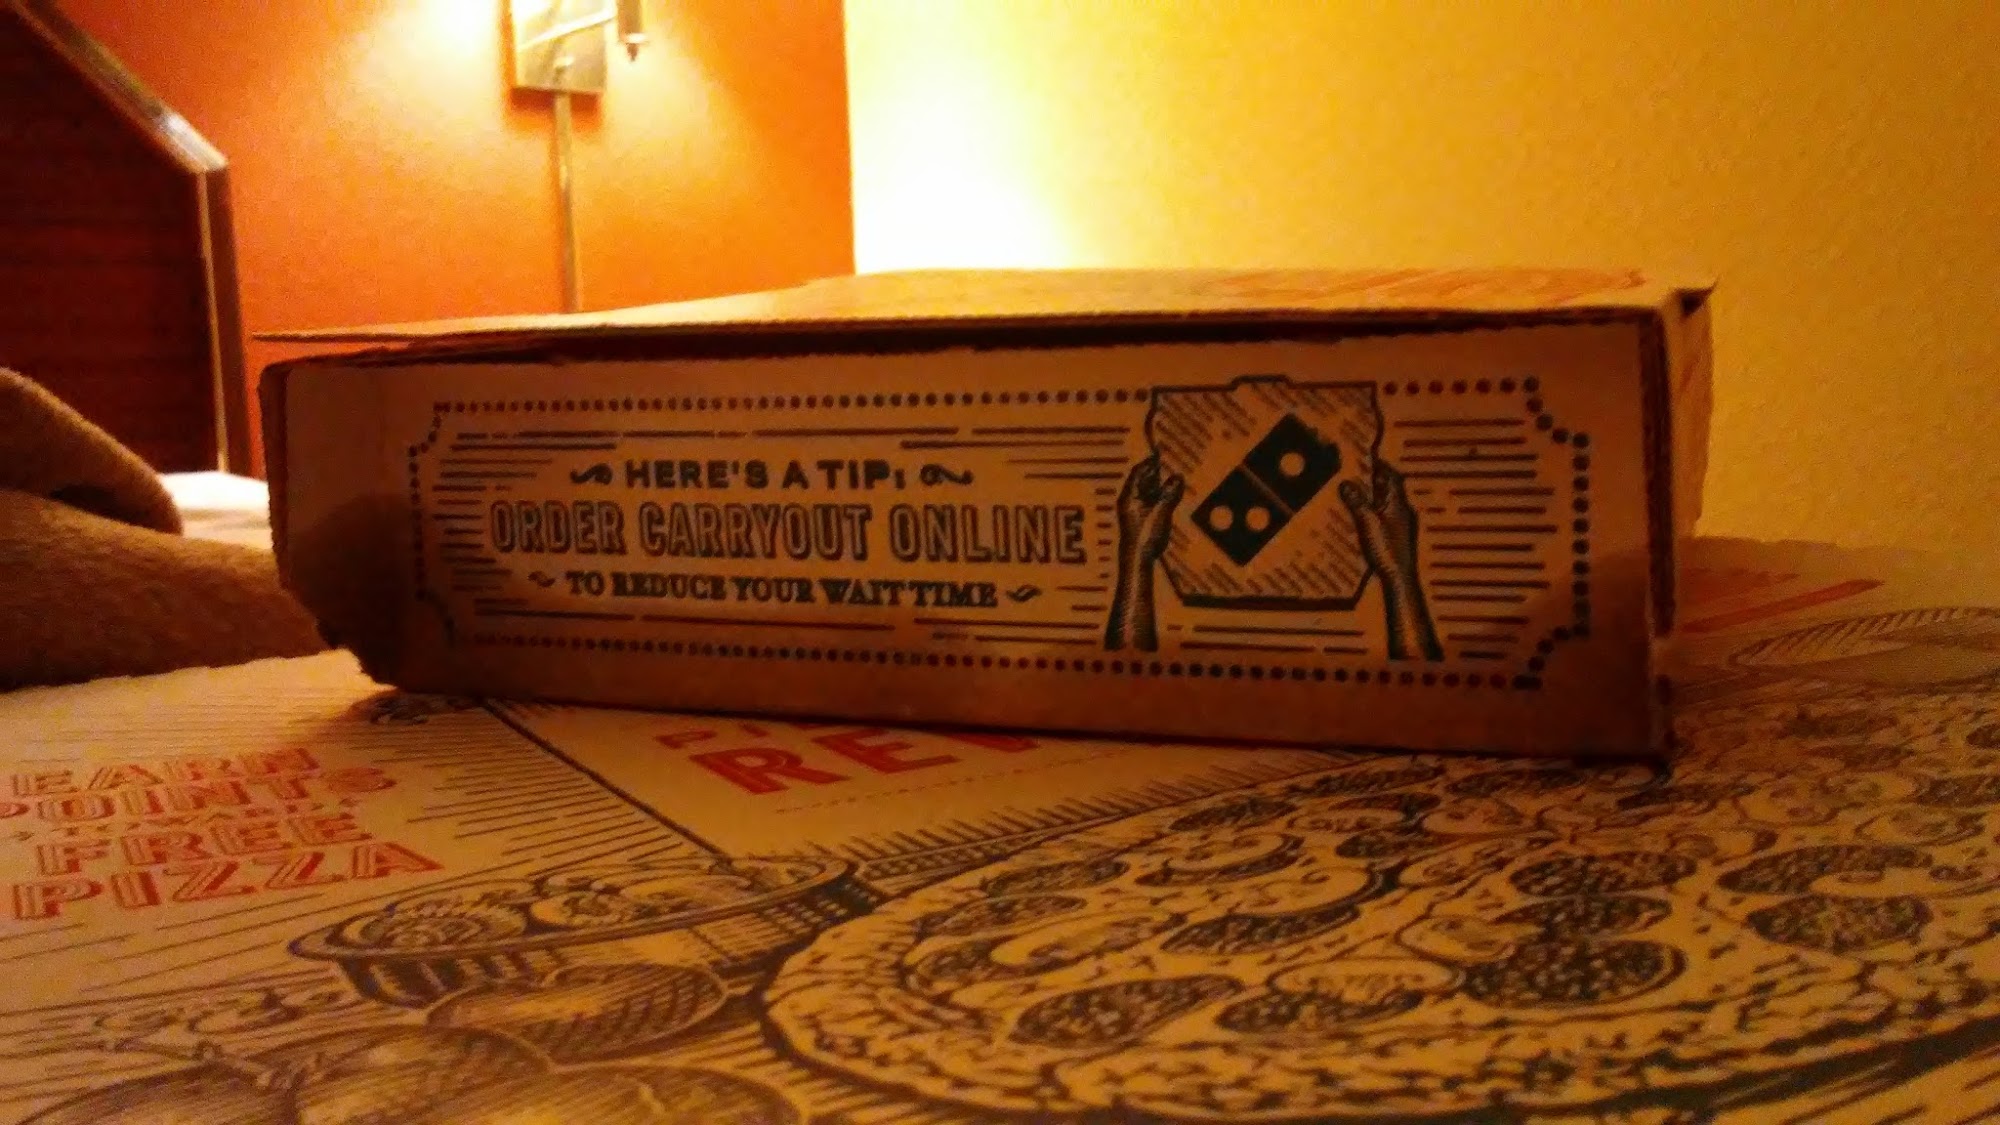 HERE'S A TIP:
ORDER CARRYOUT ONLINE
TO REDUCE YOUR WAIT TIME
EARN
POINTS
FREE
PIZZA